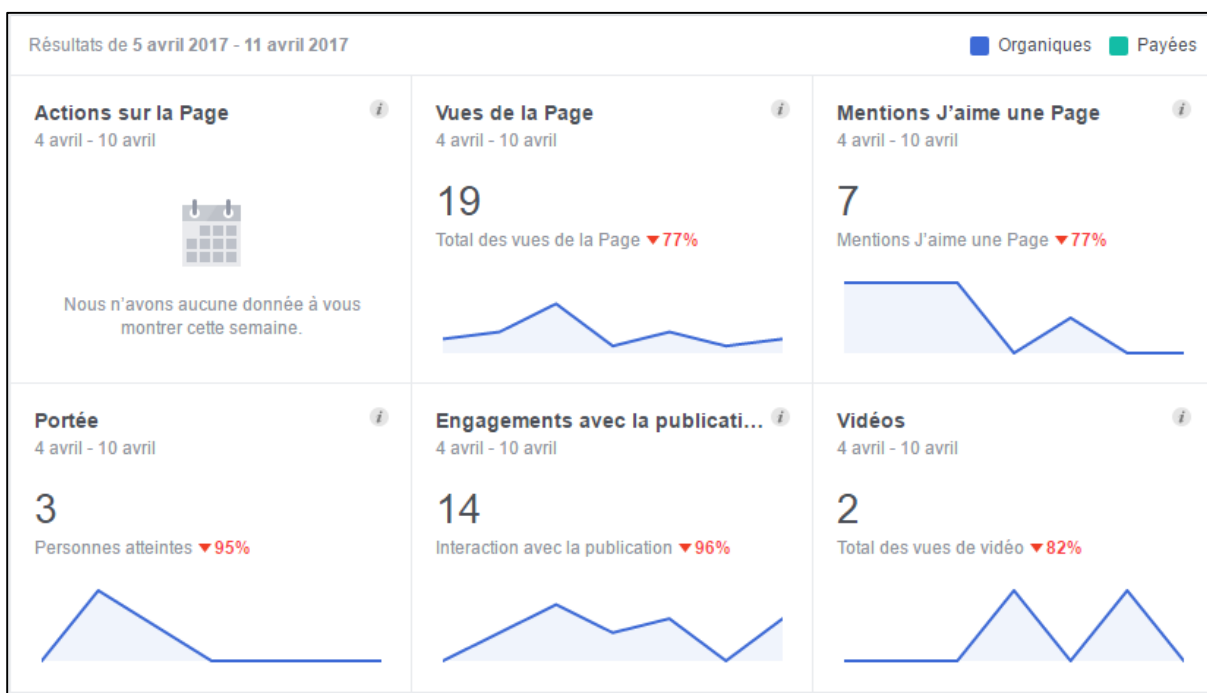 Résultats de 5 avril 2017 - 11 avril 2017
Organiques
Payées
Actions sur la Page
4 avril - 10 avril
Nous n'avons aucune donnée à vous
montrer cette semaine.
Vues de la Page
4 avril - 10 avril
19
Total des vues de la Page ▼77%
Mentions J'aime une Page
4 avril - 10 avril
7
Mentions J'aime une Page ▼77%
Portée
4 avril - 10 avril
3
Personnes atteintes ▼95%
Engagements avec la publicati...
4 avril - 10 avril
14
Interaction avec la publication ▼96%
Vidéos
4 avril - 10 avril
2
Total des vues de vidéo ▼82%